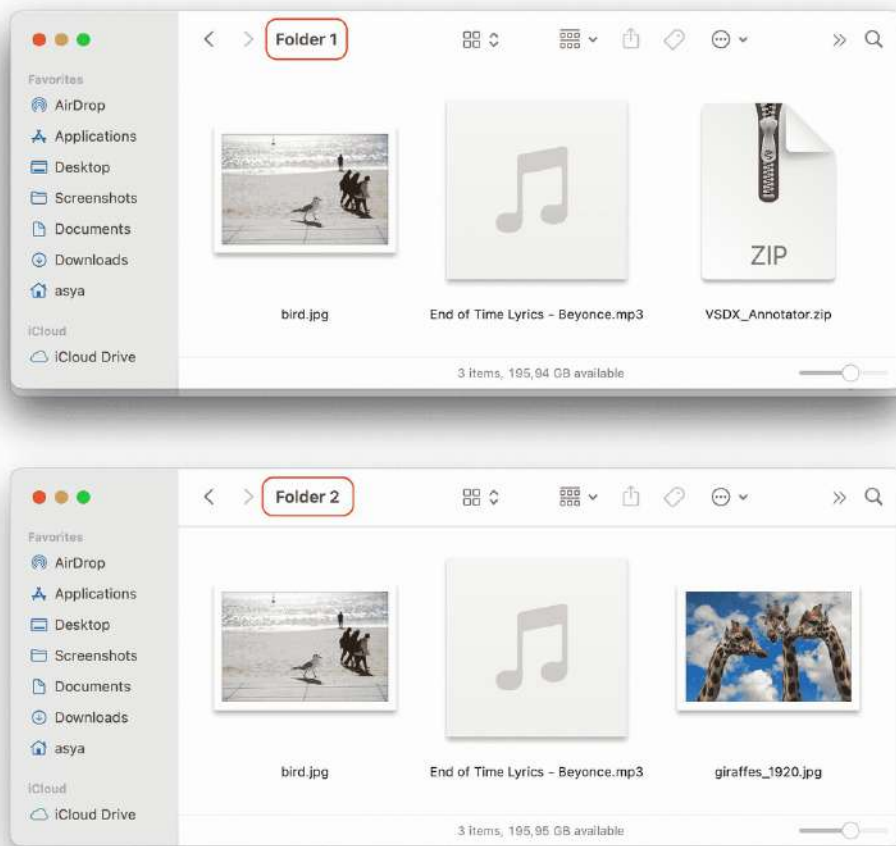 Folder 1
Favorites
AirDrop
Applications
Desktop
Screenshots
Documents
Downloads
asya
iCloud
iCloud Drive
ZIP
bird.jpg
End of Time Lyrics - Beyonce.mp3
VSDX_Annotator.zip
3 items, 195,94 GB available
Folder 2
Favorites
AirDrop
Applications
Desktop
Screenshots
Documents
Downloads
asya
iCloud
iCloud Drive
bird.jpg
End of Time Lyrics - Beyonce.mp3
giraffes_1920.jpg
3 items, 195,95 GB available